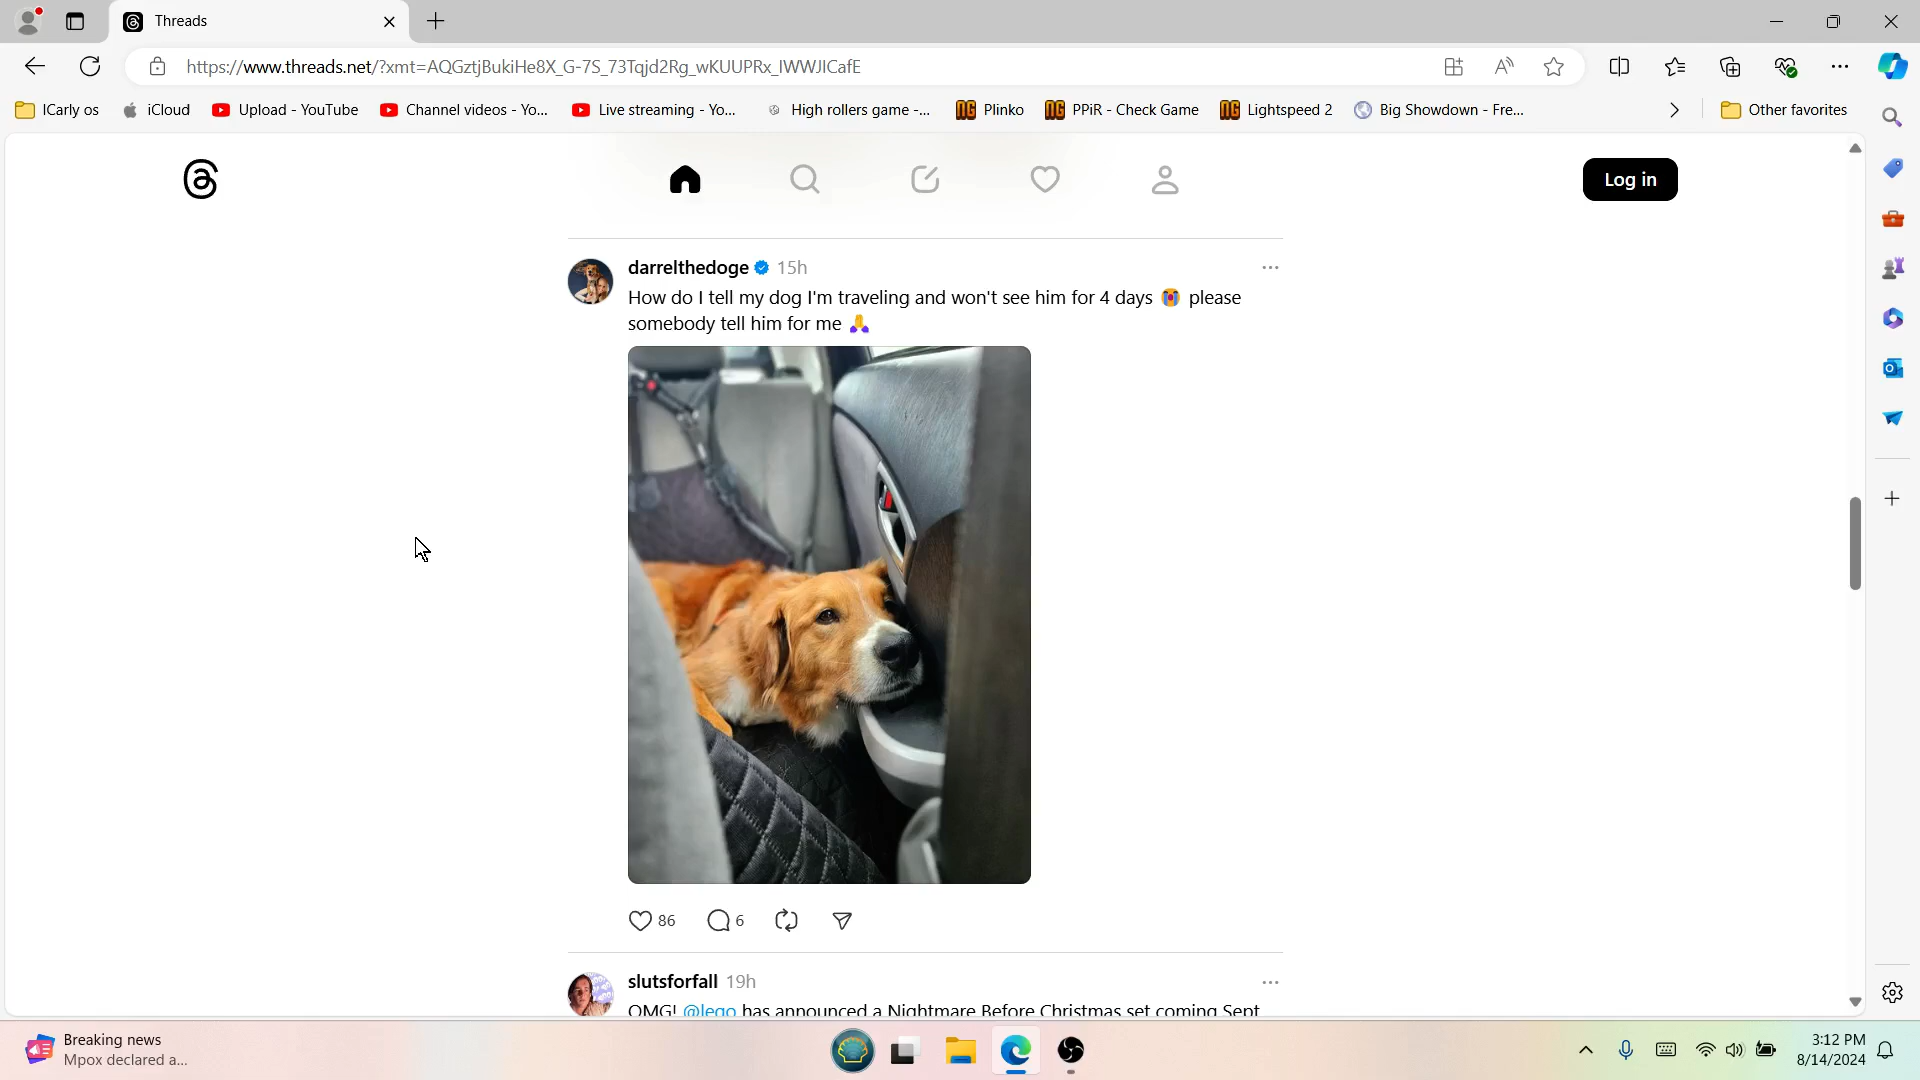 Threads
https://www.threads.net/?xmt=AQGztjBukiHe8X_G-7S_73Tqjd2Rg_wKUUPRx_IWWJICafE
ICarly os
iCloud
Upload - YouTube
Channel videos - Yo...
Live streaming - Yo...
High rollers game -...
Plinko
PPiR - Check Game
Lightspeed 2
Big Showdown - Fre...
Other favorites
Log in
darrelthedoge 15h
How do I tell my dog I'm traveling and won't see him for 4 days 😭 please
somebody tell him for me 🙏
86
6
slutsforfall 19h
OMG! @lego has announced a Nightmare Before Christmas set coming Sept
Breaking news
Mpox declared a...
3:12 PM
8/14/2024